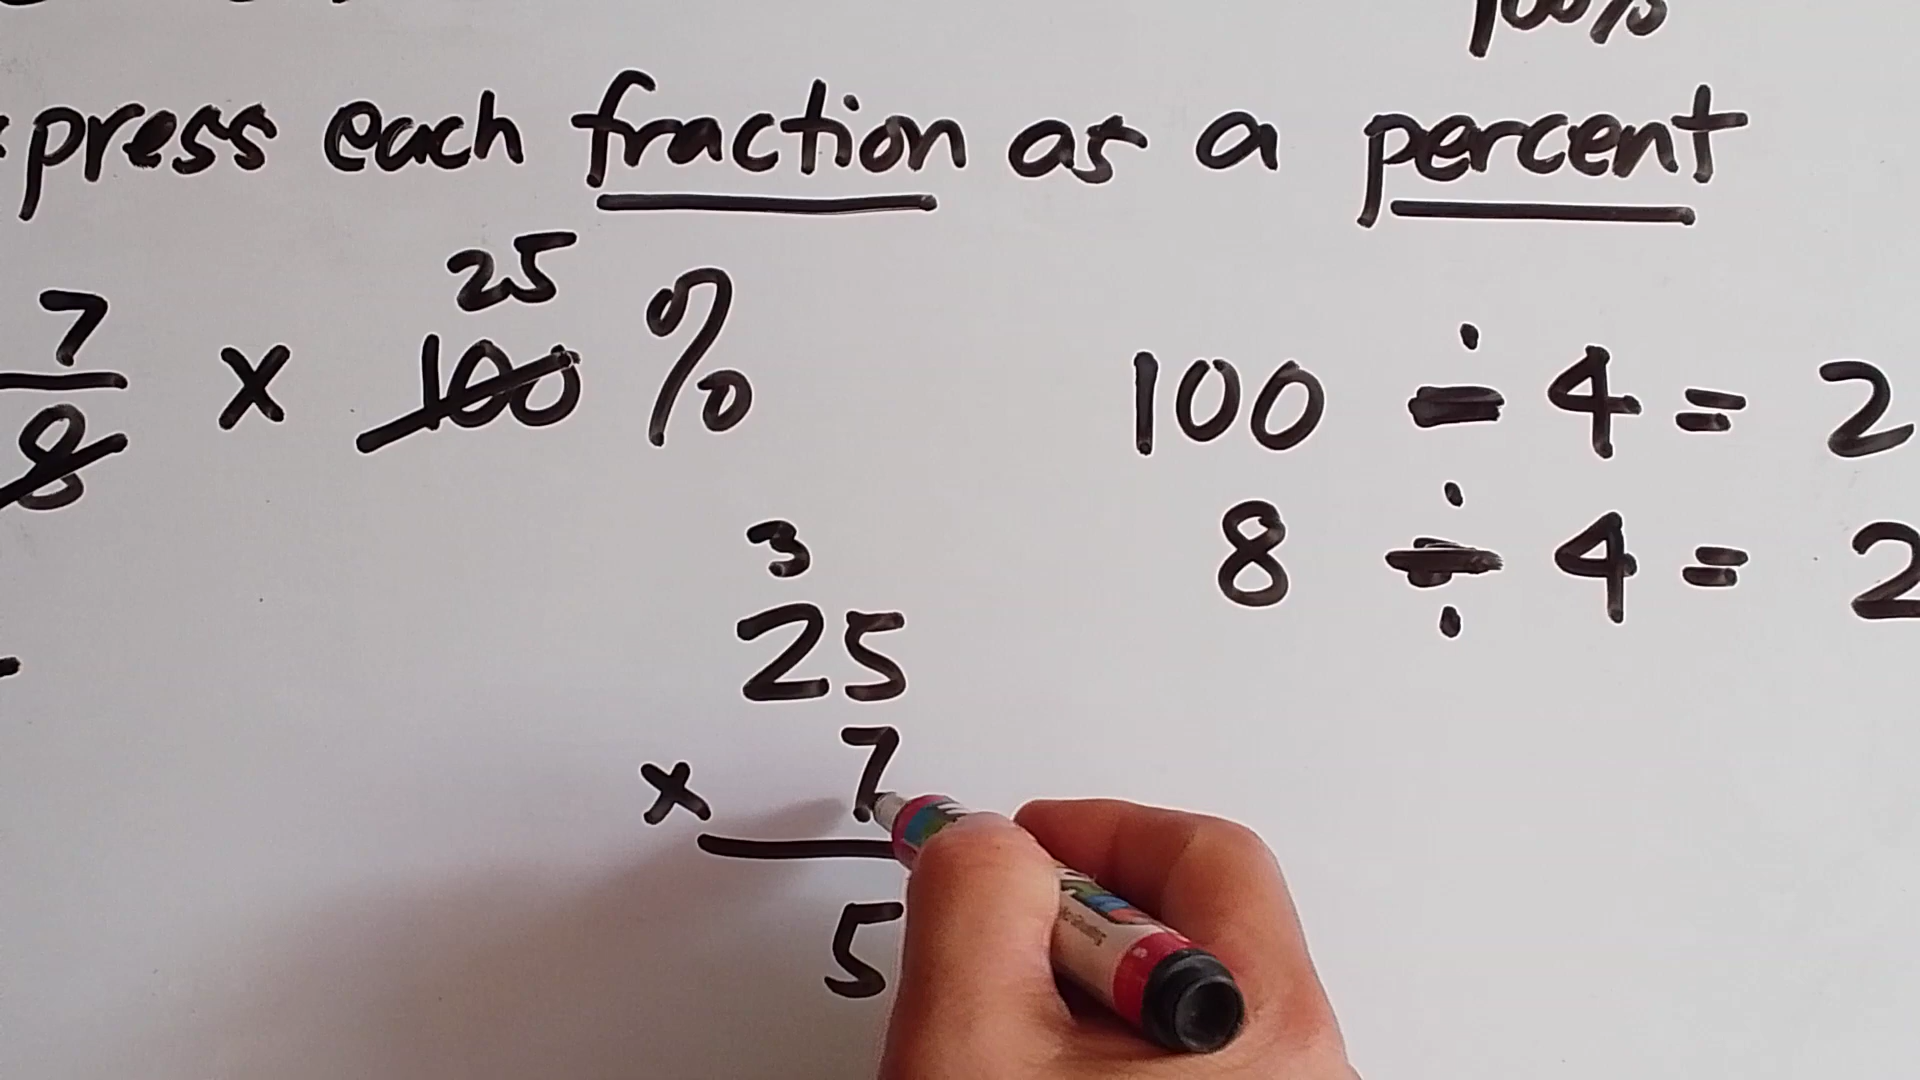 100%
xpress each fraction as a percent
25
7/8 x 100 %
100 ÷ 4 = 2
8 ÷ 4 = 2
3
25
x 7
5